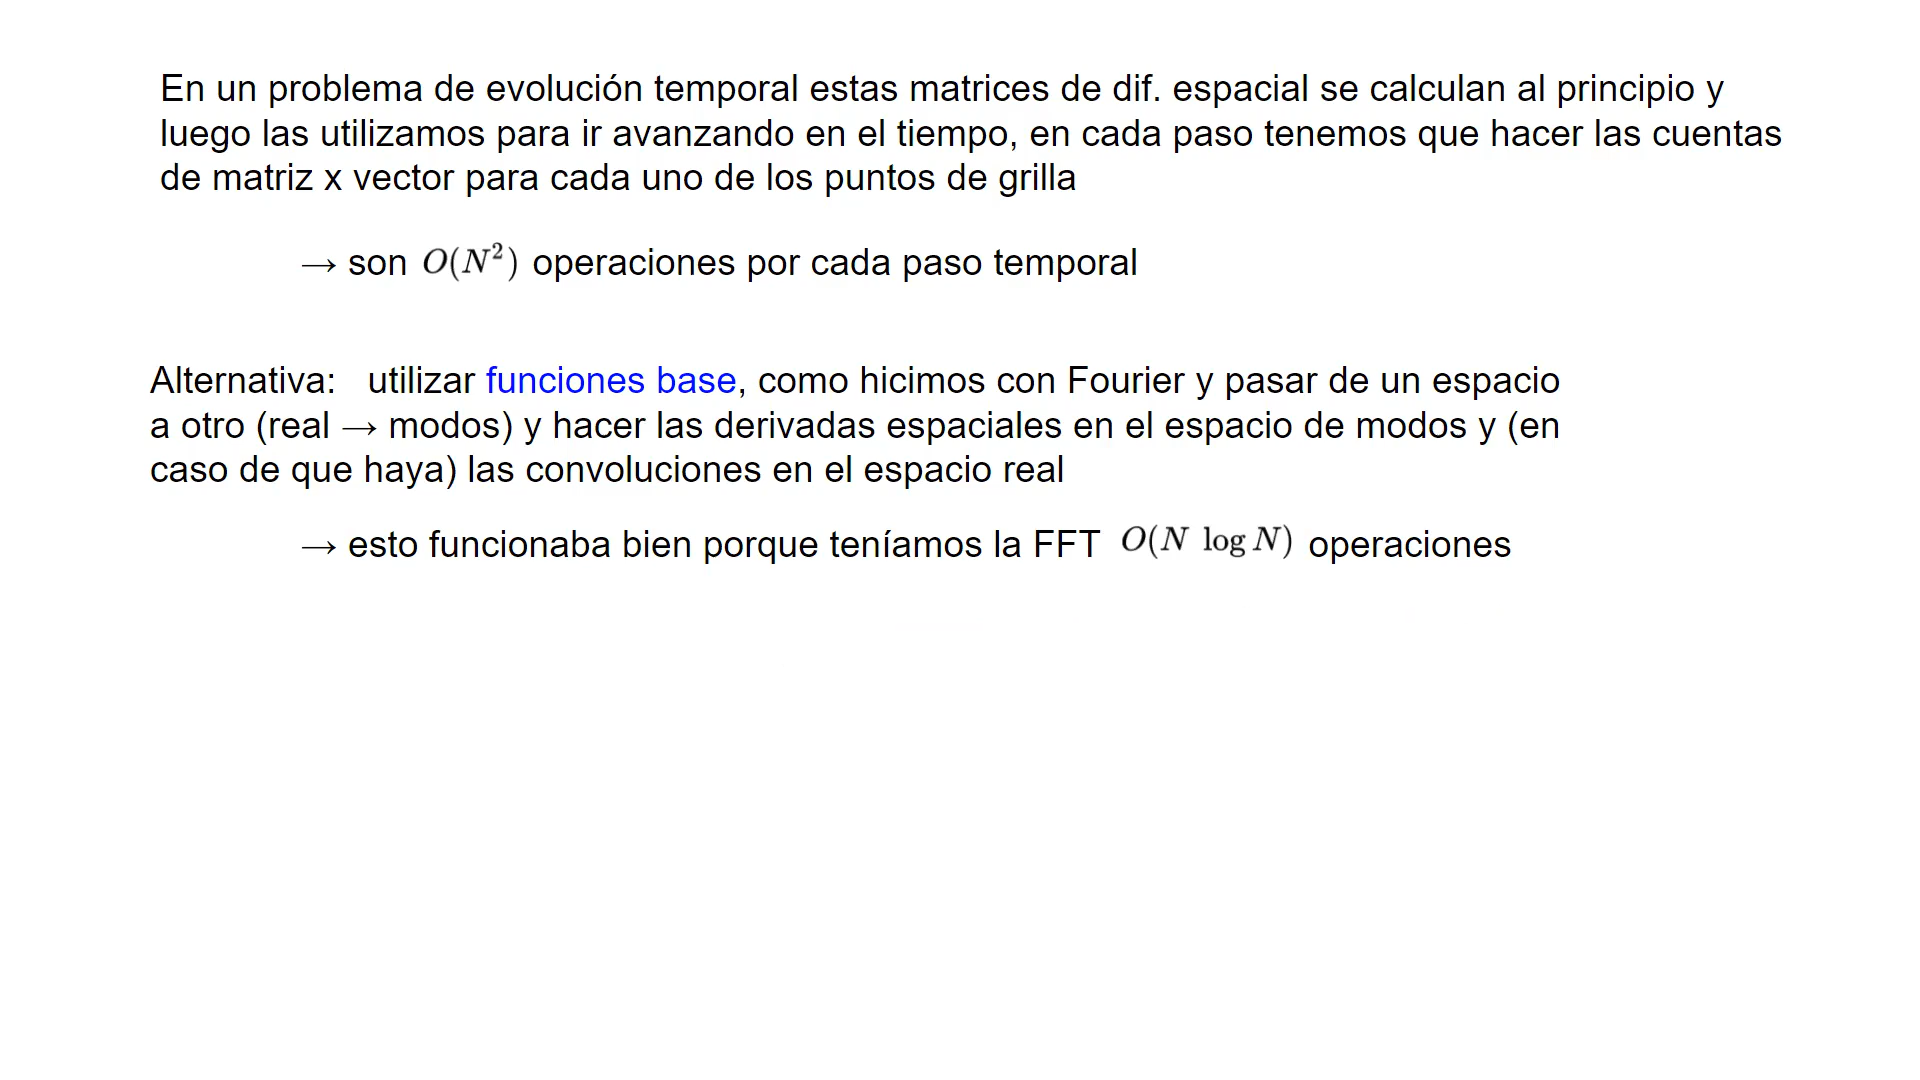 En un problema de evolución temporal estas matrices de dif. espacial se calculan al principio y
luego las utilizamos para ir avanzando en el tiempo, en cada paso tenemos que hacer las cuentas
de matriz x vector para cada uno de los puntos de grilla
→ son O(N²) operaciones por cada paso temporal
Alternativa: utilizar funciones base, como hicimos con Fourier y pasar de un espacio
a otro (real → modos) y hacer las derivadas espaciales en el espacio de modos y (en
caso de que haya) las convoluciones en el espacio real
→ esto funcionaba bien porque teníamos la FFT O(N log N) operaciones